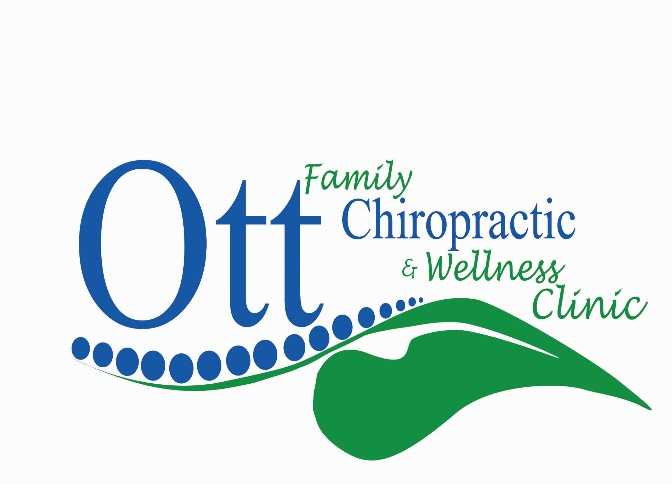 Ott
Family
Chiropractic
& Wellness
Clinic